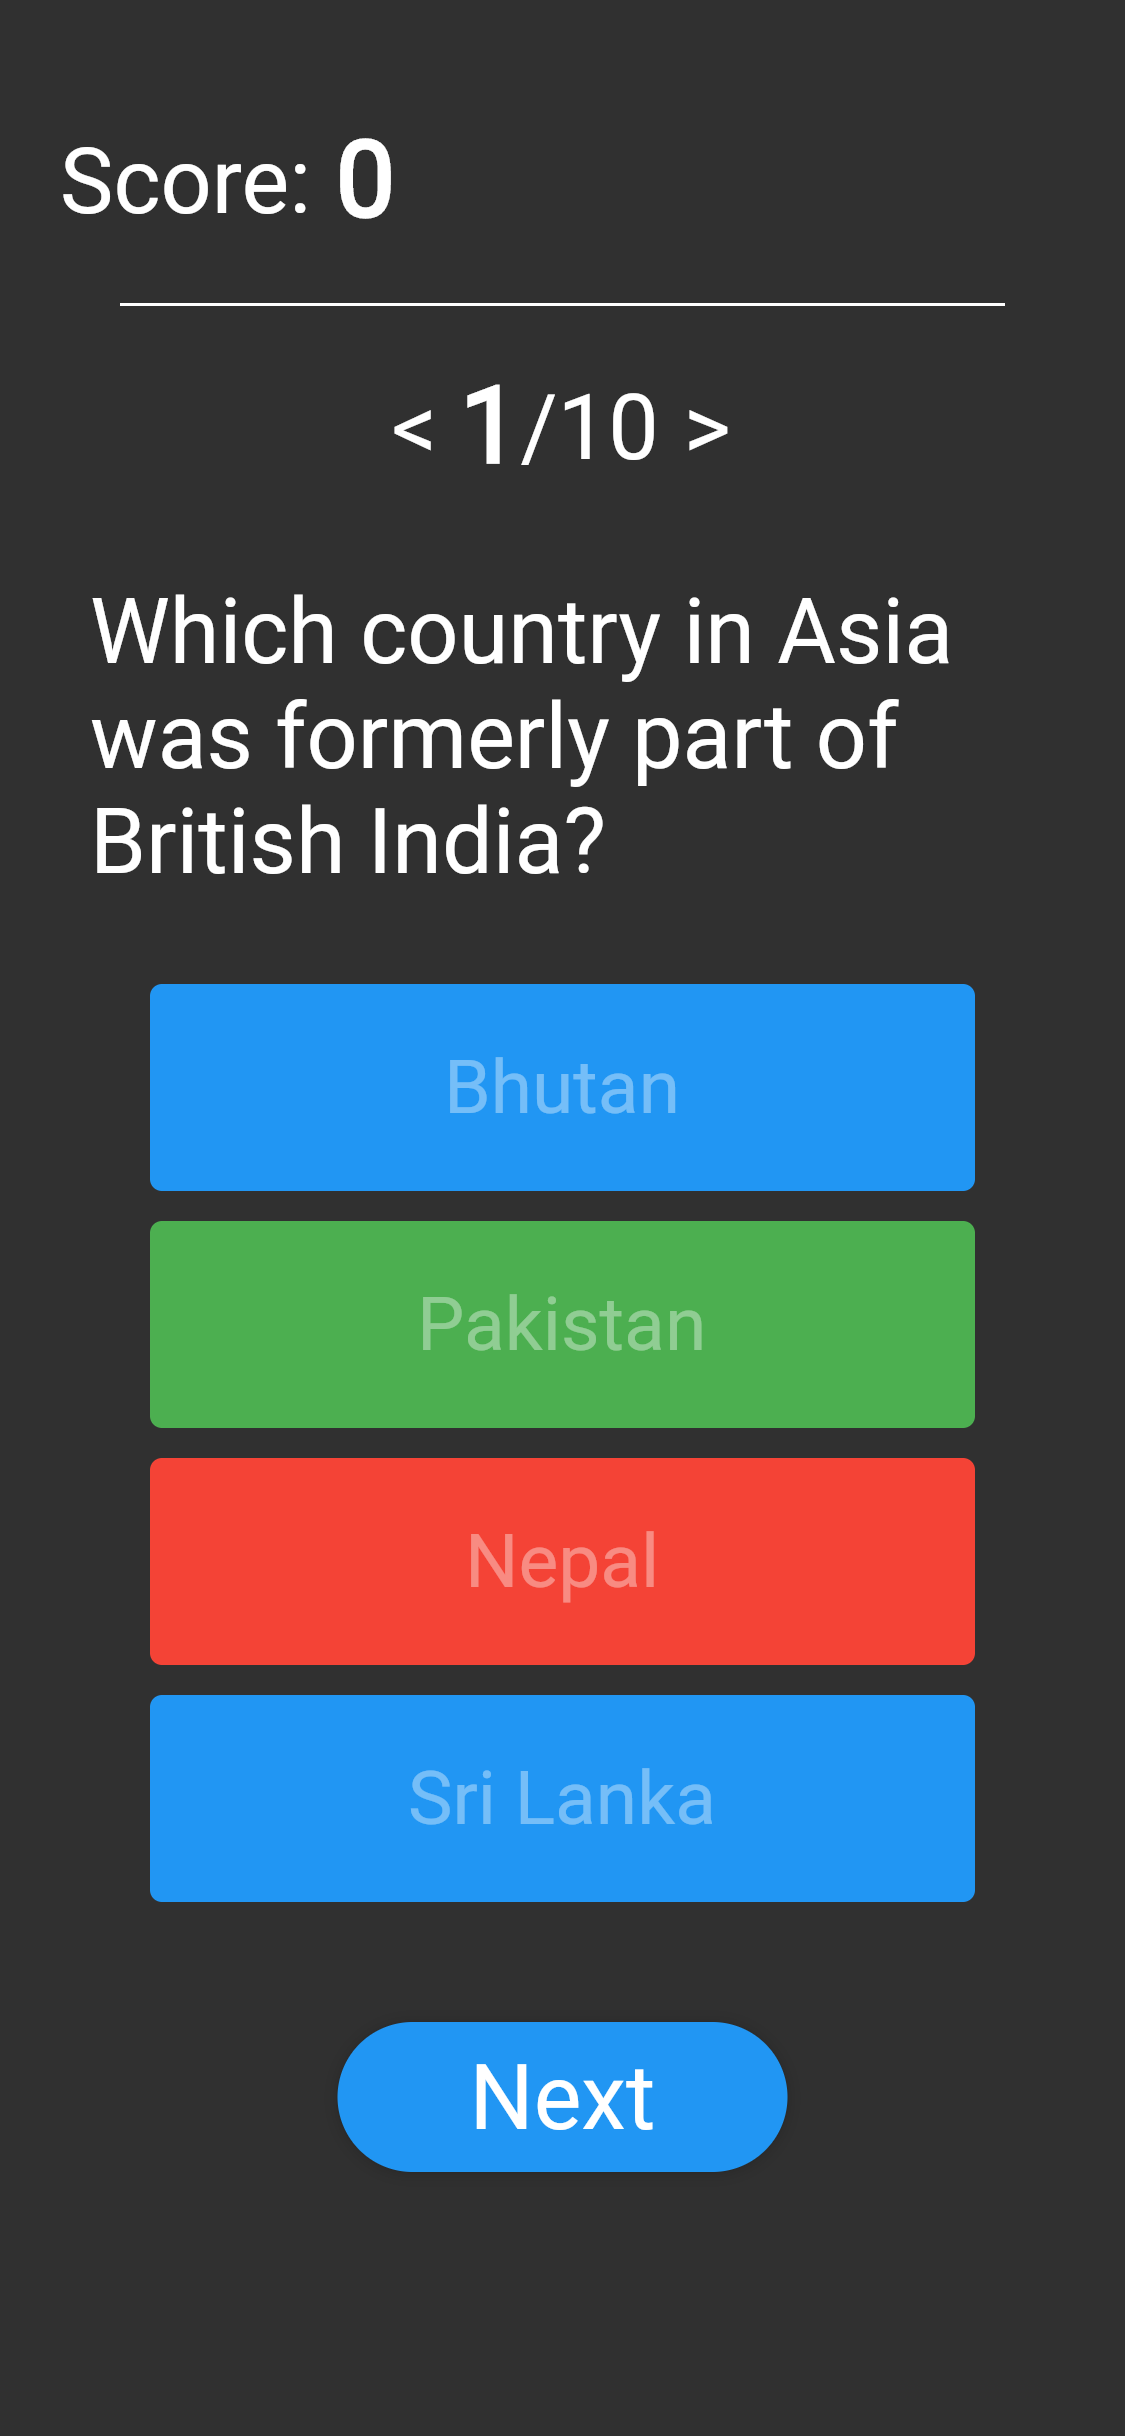 Score: 0
< 1/10 >
Which country in Asia
was formerly part of
British India?
Bhutan
Pakistan
Nepal
Sri Lanka
Next